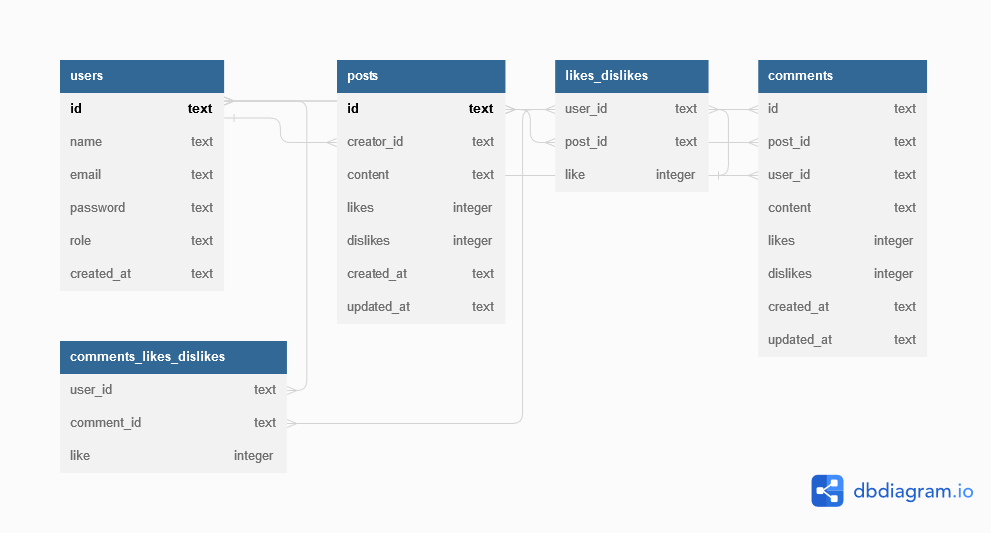 users
id text
name text
email text
password text
role text
created_at text
posts
id text
creator_id text
content text
likes integer
dislikes integer
created_at text
updated_at text
likes_dislikes
user_id text
post_id text
like integer
comments
id text
post_id text
user_id text
content text
likes integer
dislikes integer
created_at text
updated_at text
comments_likes_dislikes
user_id text
comment_id text
like integer
dbdiagram.io